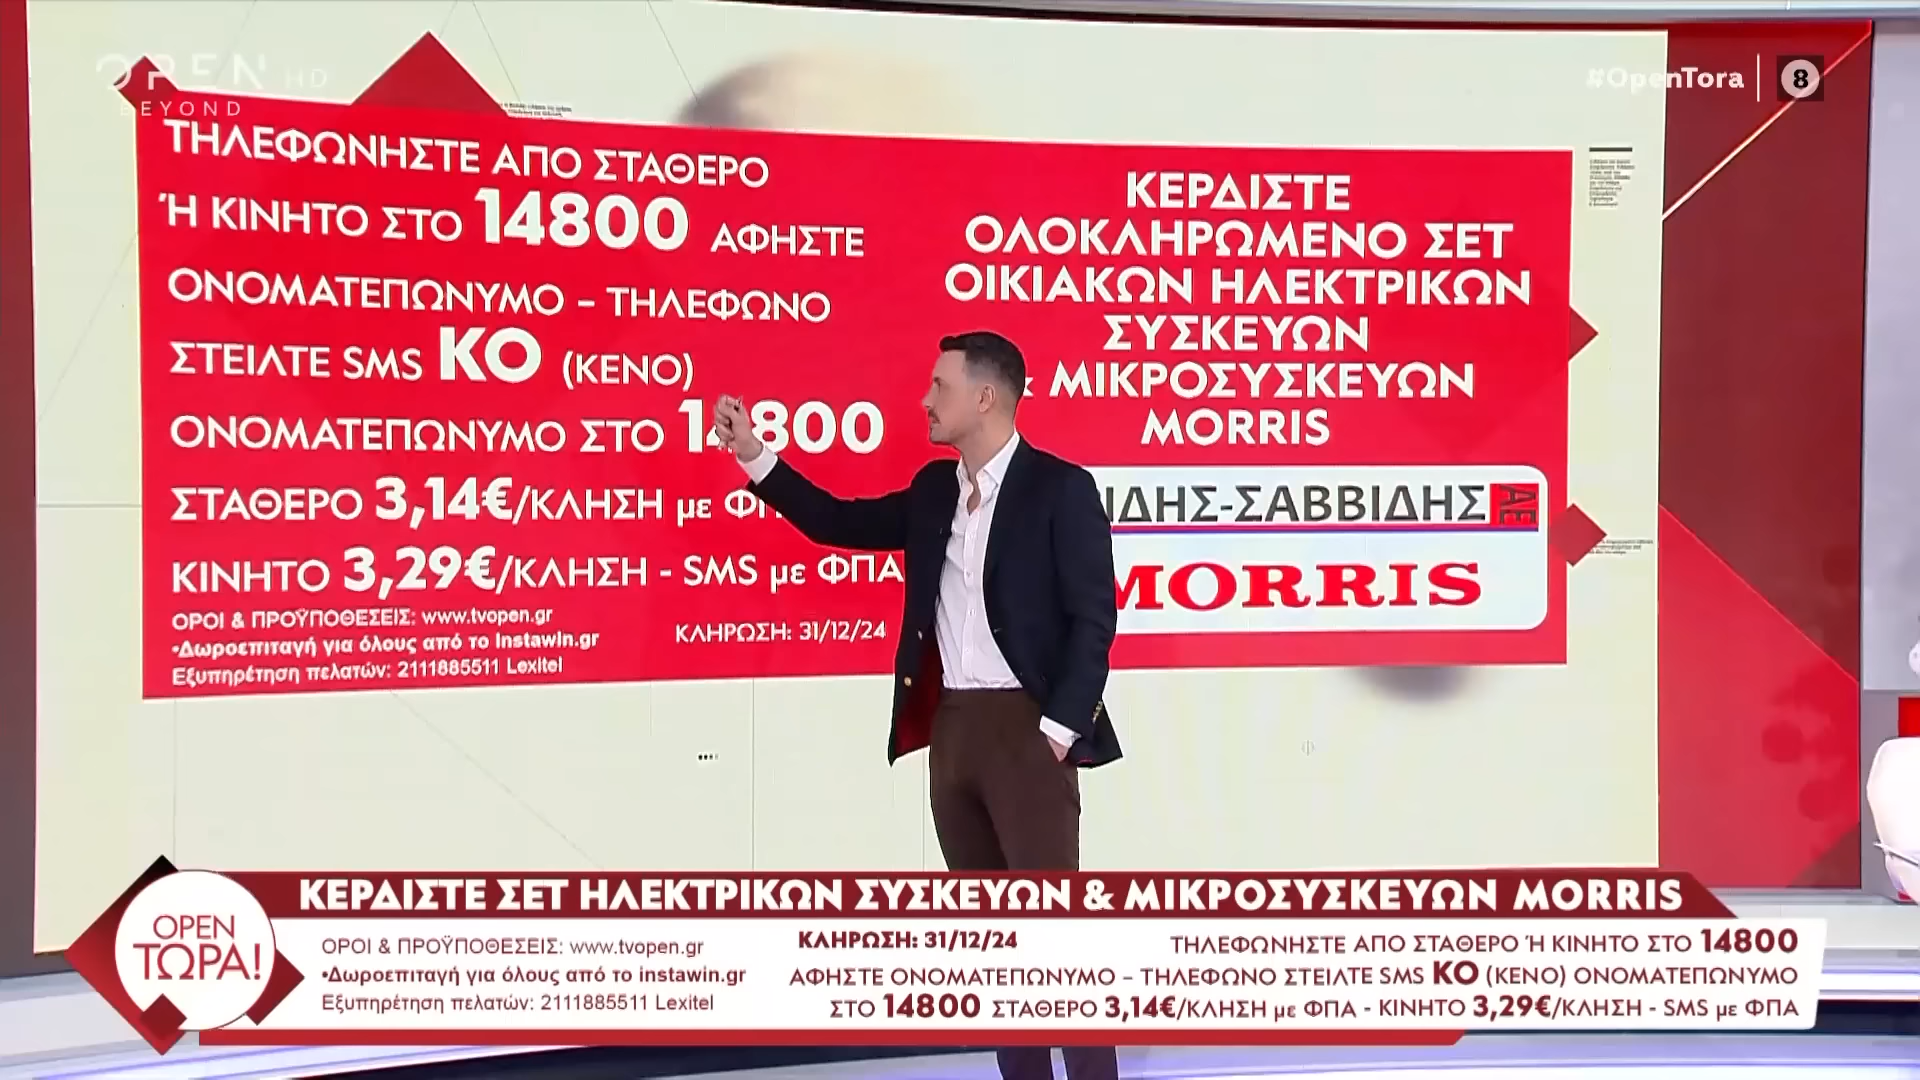 OPEN HD
BEYOND
#OpenTora
8
ΤΗΛΕΦΩΝΗΣΤΕ ΑΠΟ ΣΤΑΘΕΡΟ
Ή ΚΙΝΗΤΟ ΣΤΟ 14800 ΑΦΗΣΤΕ
ΟΝΟΜΑΤΕΠΩΝΥΜΟ – ΤΗΛΕΦΩΝΟ
ΣΤΕΙΛΤΕ SMS ΚΟ (ΚΕΝΟ)
ΟΝΟΜΑΤΕΠΩΝΥΜΟ ΣΤΟ 14800
ΣΤΑΘΕΡΟ 3,14€/ΚΛΗΣΗ με
ΚΙΝΗΤΟ 3,29€/ΚΛΗΣΗ - SMS με ΦΠΑ
ΟΡΟΙ & ΠΡΟΫΠΟΘΕΣΕΙΣ: www.tvopen.gr
•Δωροεπιταγή για όλους από το instawin.gr
Εξυπηρέτηση πελατών: 2111885511 Lexitel
ΚΛΗΡΩΣΗ: 31/12/24
ΚΕΡΔΙΣΤΕ
ΟΛΟΚΛΗΡΩΜΕΝΟ ΣΕΤ
ΟΙΚΙΑΚΩΝ ΗΛΕΚΤΡΙΚΩΝ
ΣΥΣΚΕΥΩΝ
& ΜΙΚΡΟΣΥΣΚΕΥΩΝ
MORRIS
ΙΔΗΣ-ΣΑΒΒΙΔΗΣ ΑΕ
MORRIS
ΚΕΡΔΙΣΤΕ ΣΕΤ ΗΛΕΚΤΡΙΚΩΝ ΣΥΣΚΕΥΩΝ & ΜΙΚΡΟΣΥΣΚΕΥΩΝ MORRIS
OPEN
ΤΩΡΑ!
ΟΡΟΙ & ΠΡΟΫΠΟΘΕΣΕΙΣ: www.tvopen.gr
•Δωροεπιταγή για όλους από το instawin.gr
Εξυπηρέτηση πελατών: 2111885511 Lexitel
ΚΛΗΡΩΣΗ: 31/12/24
ΤΗΛΕΦΩΝΗΣΤΕ ΑΠΟ ΣΤΑΘΕΡΟ Ή ΚΙΝΗΤΟ ΣΤΟ 14800
ΑΦΗΣΤΕ ΟΝΟΜΑΤΕΠΩΝΥΜΟ – ΤΗΛΕΦΩΝΟ ΣΤΕΙΛΤΕ SMS ΚΟ (ΚΕΝΟ) ΟΝΟΜΑΤΕΠΩΝΥΜΟ
ΣΤΟ 14800 ΣΤΑΘΕΡΟ 3,14€/ΚΛΗΣΗ με ΦΠΑ - ΚΙΝΗΤΟ 3,29€/ΚΛΗΣΗ - SMS με ΦΠΑ